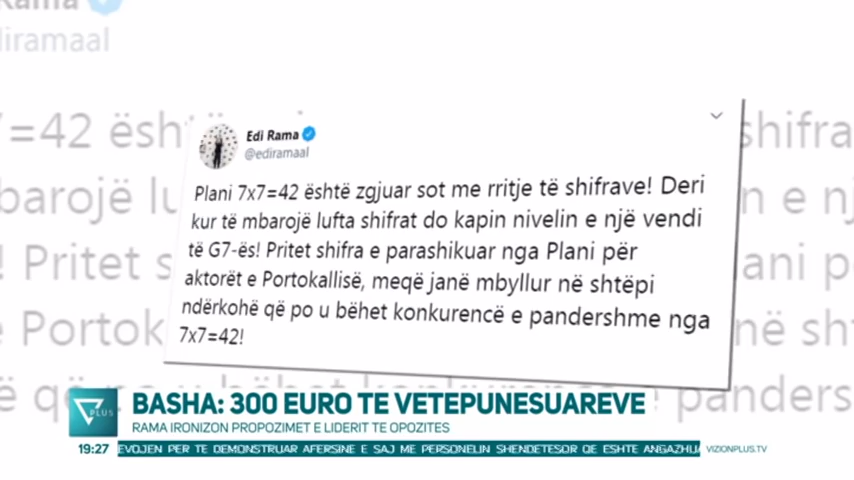 Edi Rama
@ediramaal
Plani 7x7=42 është zgjuar sot me rritje të shifrave! Deri
kur të mbarojë lufta shifrat do kapin nivelin e një vendi
të G7-ës! Pritet shifra e parashikuar nga Plani për
aktorët e Portokallisë, meqë janë mbyllur në shtëpi
ndërkohë që po u bëhet konkurencë e pandershme nga
7x7=42!
PLUS
BASHA: 300 EURO TE VETEPUNESUAREVE
RAMA IRONIZON PROPOZIMET E LIDERIT TE OPOZITES
19:27 EVOJEN PER TE DEMONSTRUAR AFERSINE E SAJ ME PERSONELIN SHENDETESOR QE ESHTE ANGAZHUA VIZIONPLUS.TV